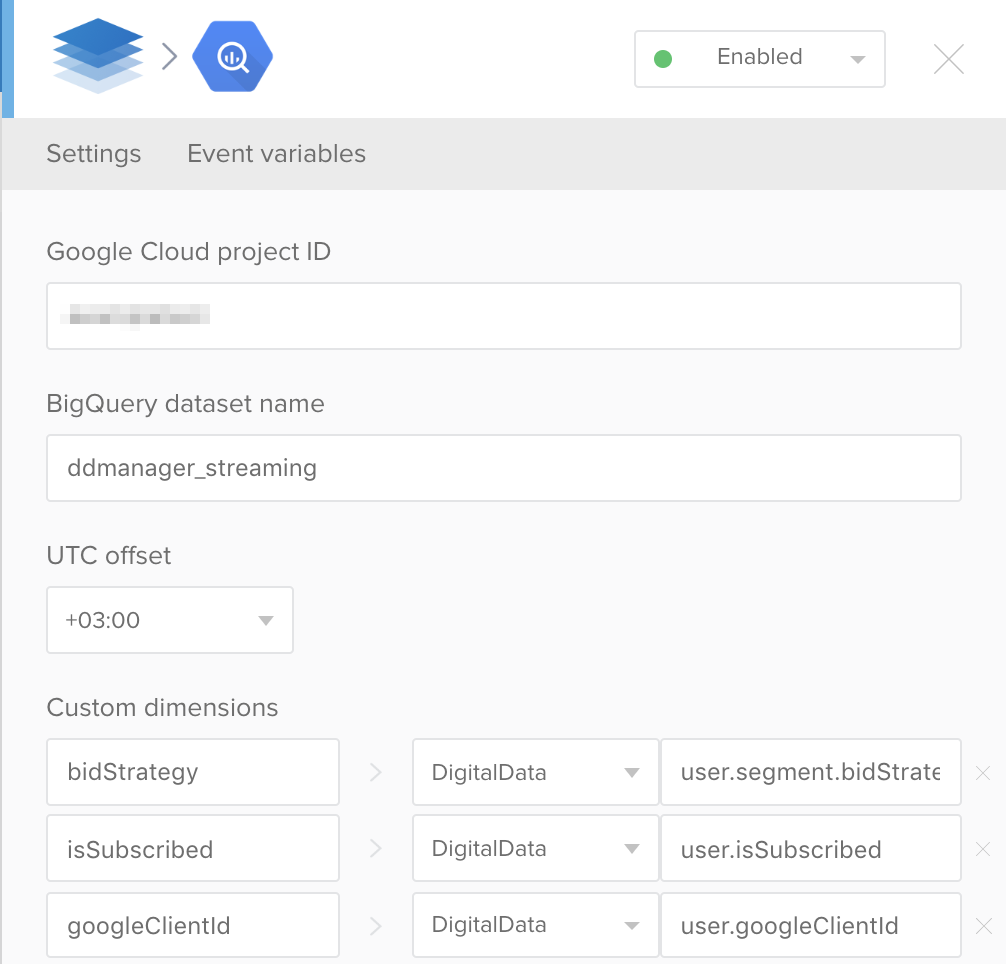 Enabled
Settings Event variables
Google Cloud project ID
BigQuery dataset name
ddmanager_streaming
UTC offset
+03:00
Custom dimensions
bidStrategy DigitalData user.segment.bidStrate
isSubscribed DigitalData user.isSubscribed
googleClientId DigitalData user.googleClientId